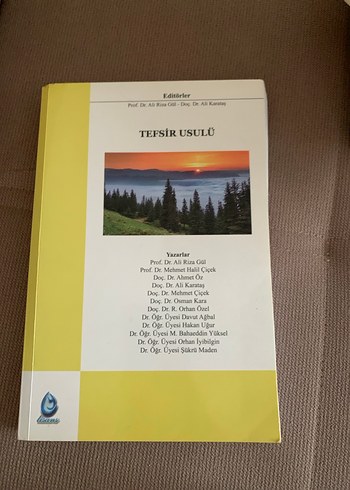 Editörler
Prof. Dr. Ali Rıza Gül - Doç. Dr. Ali Karataş
TEFSİR USULÜ
Yazarlar
Prof. Dr. Ali Rıza Gül
Prof. Dr. Mehmet Halil Çiçek
Doç. Dr. Ahmet Öz
Doç. Dr. Ali Karataş
Doç. Dr. Mehmet Çiçek
Doç. Dr. Osman Kara
Doç. Dr. R. Orhan Özel
Dr. Öğr. Üyesi Davut Ağbal
Dr. Öğr. Üyesi Hakan Uğur
Dr. Öğr. Üyesi M. Bahaeddin Yüksel
Dr. Öğr. Üyesi Orhan İyibilgin
Dr. Öğr. Üyesi Şükrü Maden